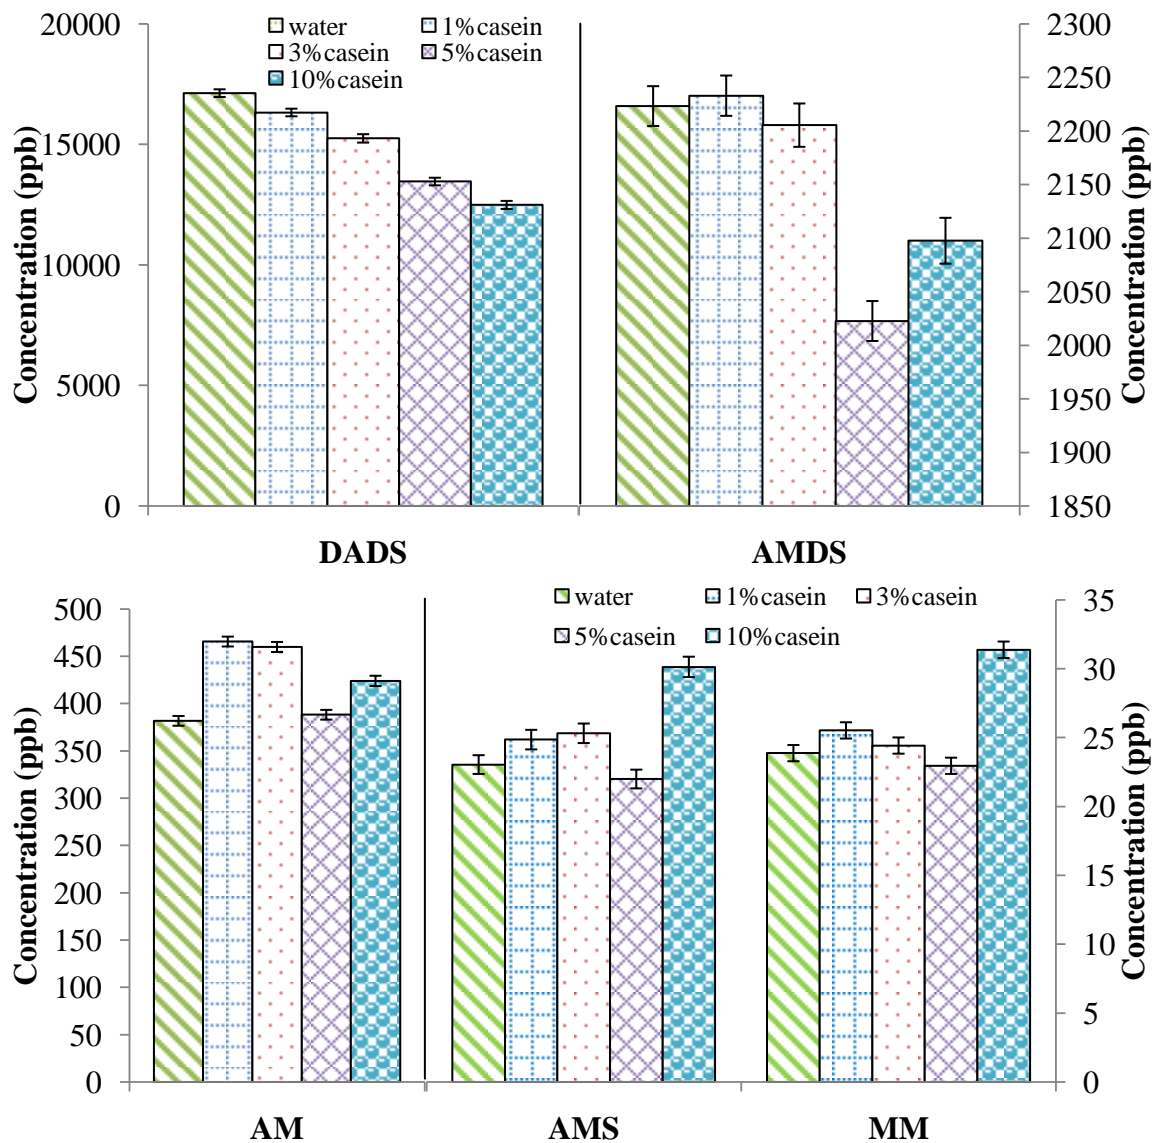 20000
15000
10000
5000
0
Concentration (ppb)
water
1%casein
3%casein
5%casein
10%casein
2300
2250
2200
2150
2100
2050
2000
1950
1900
1850
Concentration (ppb)
DADS
AMDS
500
450
400
350
300
250
200
150
100
50
0
Concentration (ppb)
water
1%casein
3%casein
5%casein
10%casein
35
30
25
20
15
10
5
0
Concentration (ppb)
AM
AMS
MM